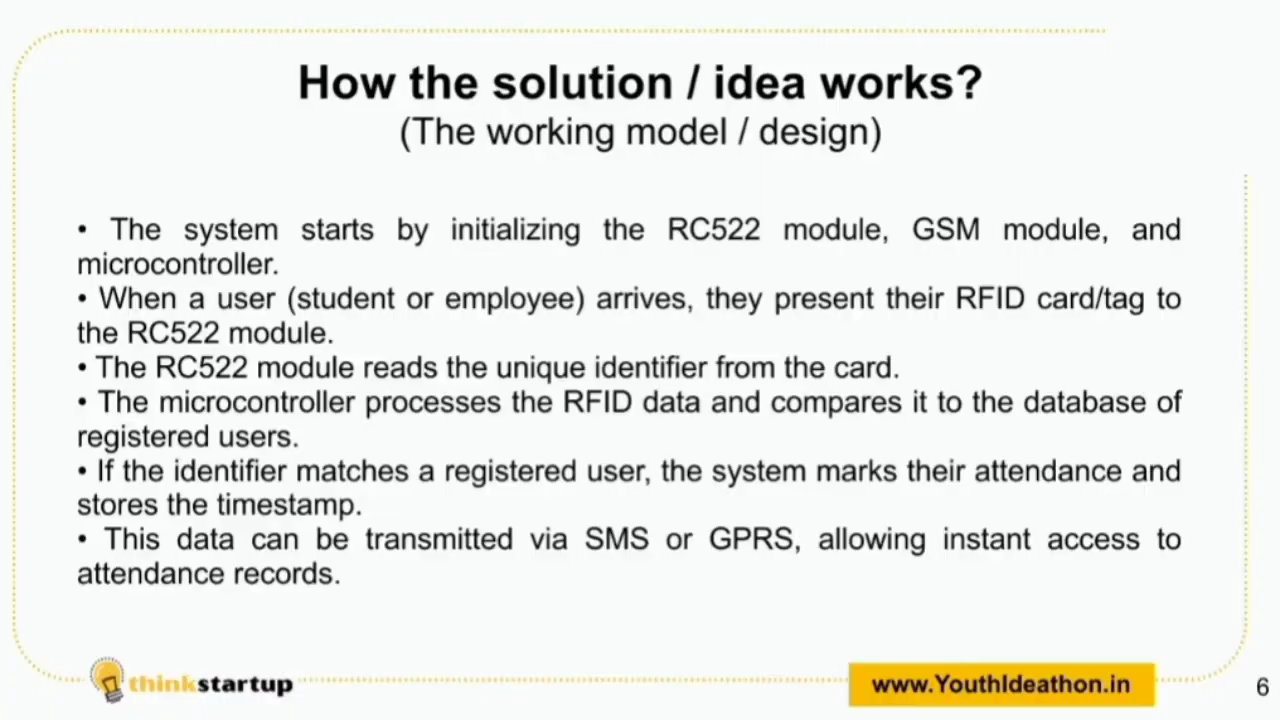 How the solution / idea works?
(The working model / design)
• The system starts by initializing the RC522 module, GSM module, and
microcontroller.
• When a user (student or employee) arrives, they present their RFID card/tag to
the RC522 module.
• The RC522 module reads the unique identifier from the card.
• The microcontroller processes the RFID data and compares it to the database of
registered users.
• If the identifier matches a registered user, the system marks their attendance and
stores the timestamp.
• This data can be transmitted via SMS or GPRS, allowing instant access to
attendance records.
thinkstartup
www.YouthIdeathon.in
6